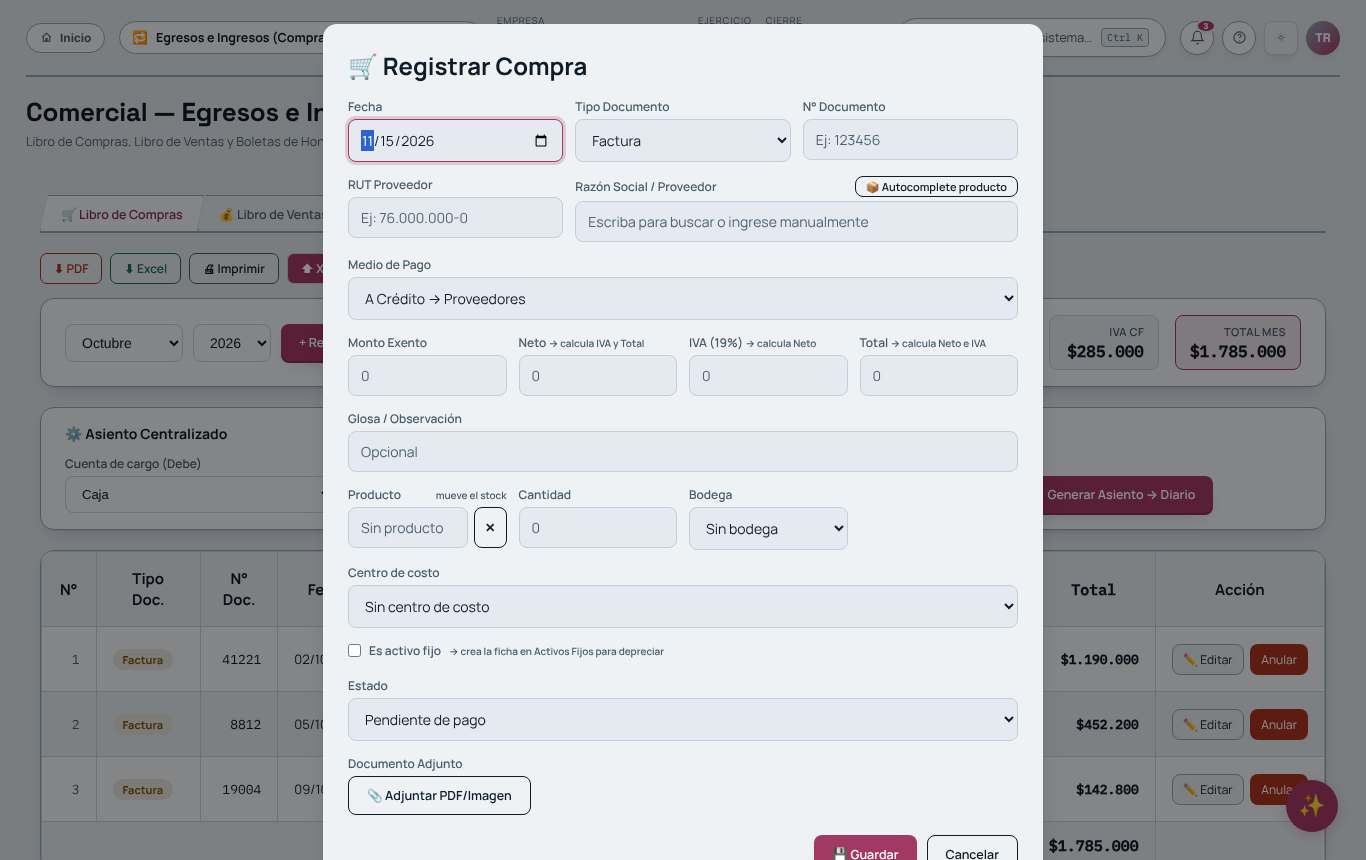 EMPRESA
EJERCICIO CIERRE
Inicio
Egresos e Ingresos (Compra
sistema... Ctrl K
3
TR
Comercial — Egresos e In
Libro de Compras, Libro de Ventas y Boletas de Hon
🛒 Libro de Compras
💰 Libro de Ventas
⬇ PDF
⬇ Excel
🖨 Imprimir
⬆ X
Octubre
2026
+ Re
IVA CF
$285.000
TOTAL MES
$1.785.000
⚙️ Asiento Centralizado
Cuenta de cargo (Debe)
Caja
Generar Asiento → Diario
N° Tipo Doc. N° Doc. Fe Total Acción
1 Factura 41221 02/10 $1.190.000 ✏️ Editar Anular
2 Factura 8812 05/10 $452.200 ✏️ Editar Anular
3 Factura 19004 09/10 $142.800 ✏️ Editar Anula
$1.785.000
🛒 Registrar Compra
Fecha Tipo Documento N° Documento
11/15/2026 Factura Ej: 123456
RUT Proveedor Razón Social / Proveedor 📦 Autocomplete producto
Ej: 76.000.000-0 Escriba para buscar o ingrese manualmente
Medio de Pago
A Crédito → Proveedores
Monto Exento Neto → calcula IVA y Total IVA (19%) → calcula Neto Total → calcula Neto e IVA
0 0 0 0
Glosa / Observación
Opcional
Producto mueve el stock Cantidad Bodega
Sin producto × 0 Sin bodega
Centro de costo
Sin centro de costo
Es activo fijo → crea la ficha en Activos Fijos para depreciar
Estado
Pendiente de pago
Documento Adjunto
📎 Adjuntar PDF/Imagen
💾 Guardar Cancelar